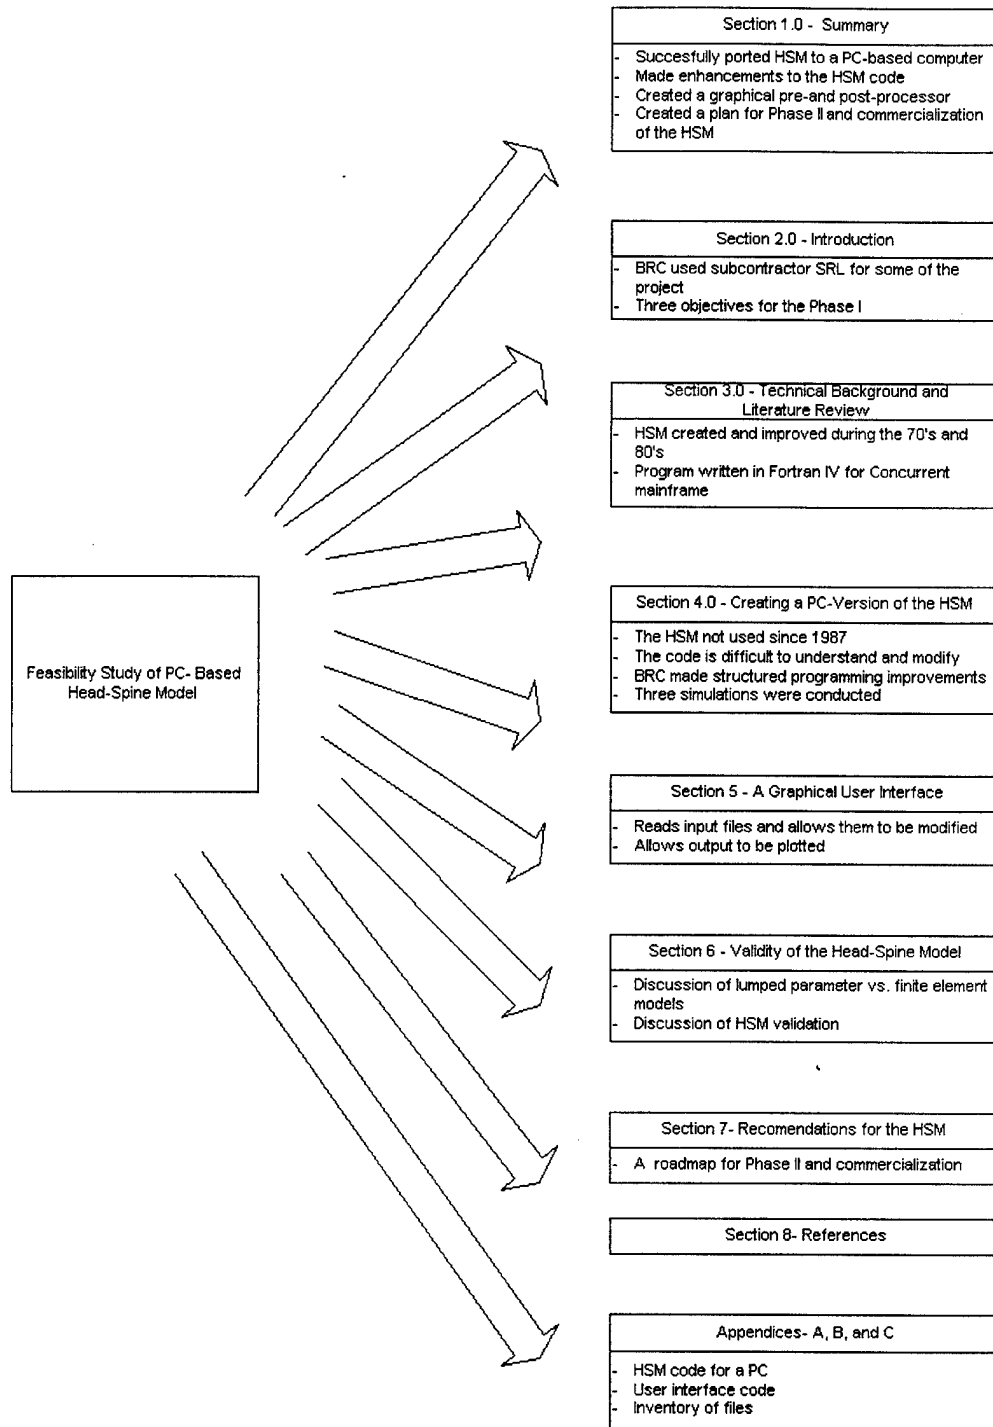 Section 1.0 - Summary
- Succesfully ported HSM to a PC-based computer
- Made enhancements to the HSM code
- Created a graphical pre-and post-processor
- Created a plan for Phase II and commercialization
of the HSM
Section 2.0 - Introduction
- BRC used subcontractor SRL for some of the
project
- Three objectives for the Phase I
Section 3.0 - Technical Background and
Literature Review
- HSM created and improved during the 70's and
80's
- Program written in Fortran IV for Concurrent
mainframe
Feasibility Study of PC- Based
Head-Spine Model
Section 4.0 - Creating a PC-Version of the HSM
- The HSM not used since 1987
- The code is difficult to understand and modify
- BRC made structured programming improvements
- Three simulations were conducted
Section 5 - A Graphical User Interface
- Reads input files and allows them to be modified
- Allows output to be plotted
Section 6 - Validity of the Head-Spine Model
- Discussion of lumped parameter vs. finite element
models
- Discussion of HSM validation
Section 7- Recomendations for the HSM
- A roadmap for Phase II and commercialization
Section 8- References
Appendices- A, B, and C
- HSM code for a PC
- User interface code
- Inventory of files